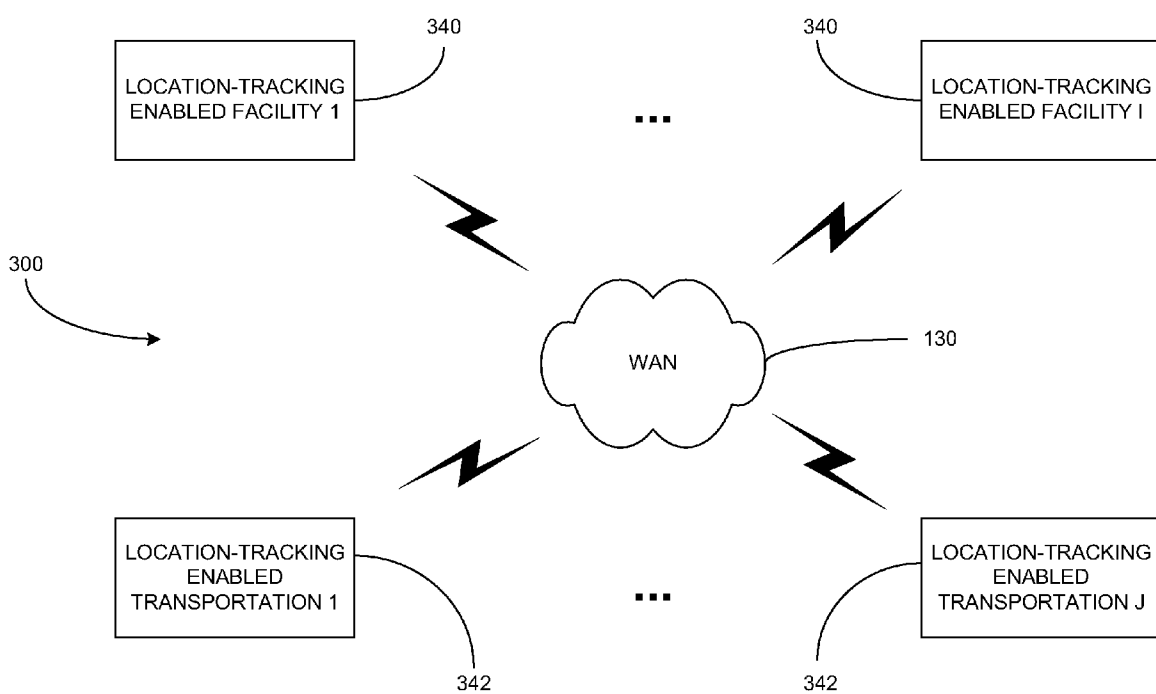 340
340
LOCATION-TRACKING
ENABLED FACILITY 1
...
LOCATION-TRACKING
ENABLED FACILITY I
300
WAN
130
LOCATION-TRACKING
ENABLED
TRANSPORTATION 1
...
LOCATION-TRACKING
ENABLED
TRANSPORTATION J
342
342